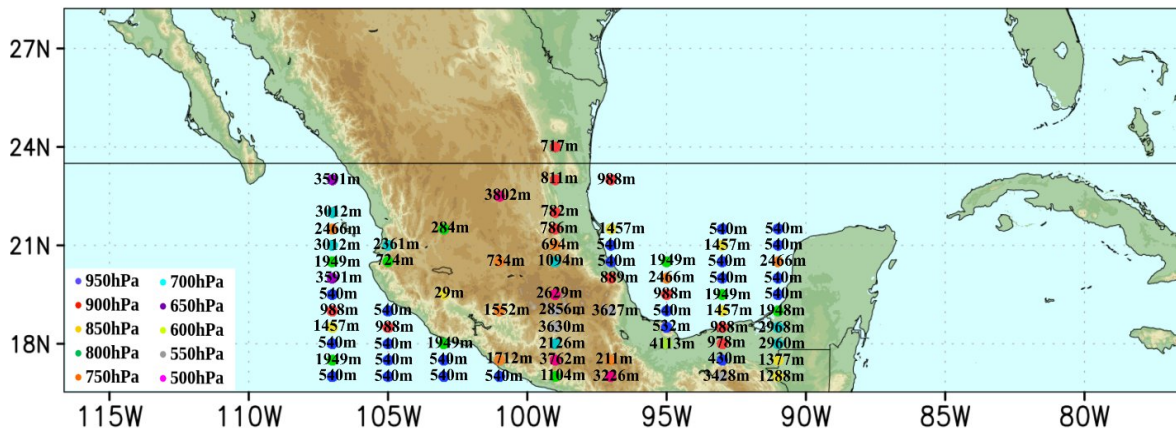 27N
24N
717m
3591m 811m 988m
3802m
3012m 782m
2466m 284m 786m 1457m 540m 540m
21N 3012m 2361m 694m 540m 1457m 540m
1949m 724m 734m 1094m 540m 1949m 540m 2466m
3591m 889m 2466m 540m 540m
540m 29m 2629m 988m 1949m 540m
988m 540m 1552m 2856m 3627m 540m 1457m 1948m
1457m 988m 3630m 532m 988m 2968m
18N 540m 540m 1949m 2126m 4113m 978m 2960m
1949m 540m 540m 1712m 3762m 211m 430m 1377m
540m 540m 540m 540m 1104m 3226m 3428m 1288m
950hPa 700hPa
900hPa 650hPa
850hPa 600hPa
800hPa 550hPa
750hPa 500hPa
115W 110W 105W 100W 95W 90W 85W 80W